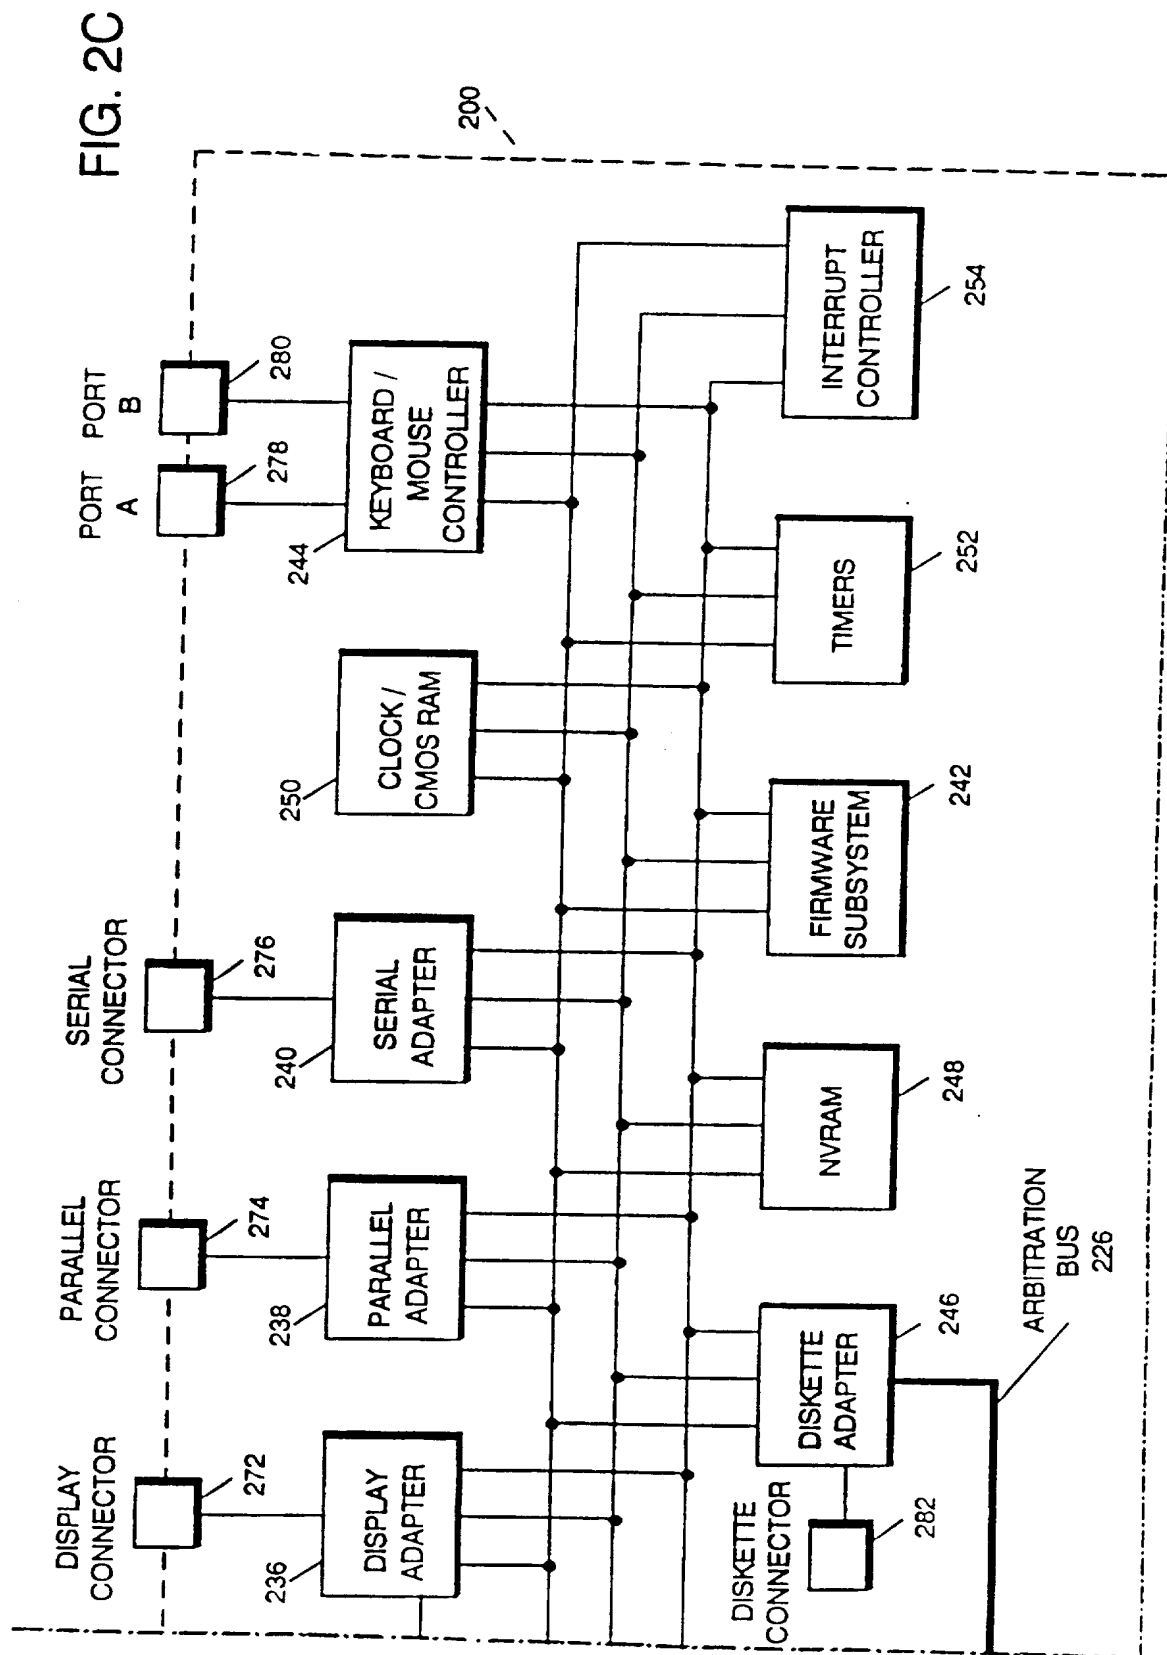 FIG. 2C
200
DISPLAY
CONNECTOR
272
PARALLEL
CONNECTOR
274
SERIAL
CONNECTOR
276
PORT
A
278
PORT
B
280
236
DISPLAY
ADAPTER
238
PARALLEL
ADAPTER
240
SERIAL
ADAPTER
250
CLOCK /
CMOS RAM
244
KEYBOARD /
MOUSE
CONTROLLER
DISKETTE
CONNECTOR
282
DISKETTE
ADAPTER
246
NVRAM
248
FIRMWARE
SUBSYSTEM
242
TIMERS
252
INTERRUPT
CONTROLLER
254
ARBITRATION
BUS
226